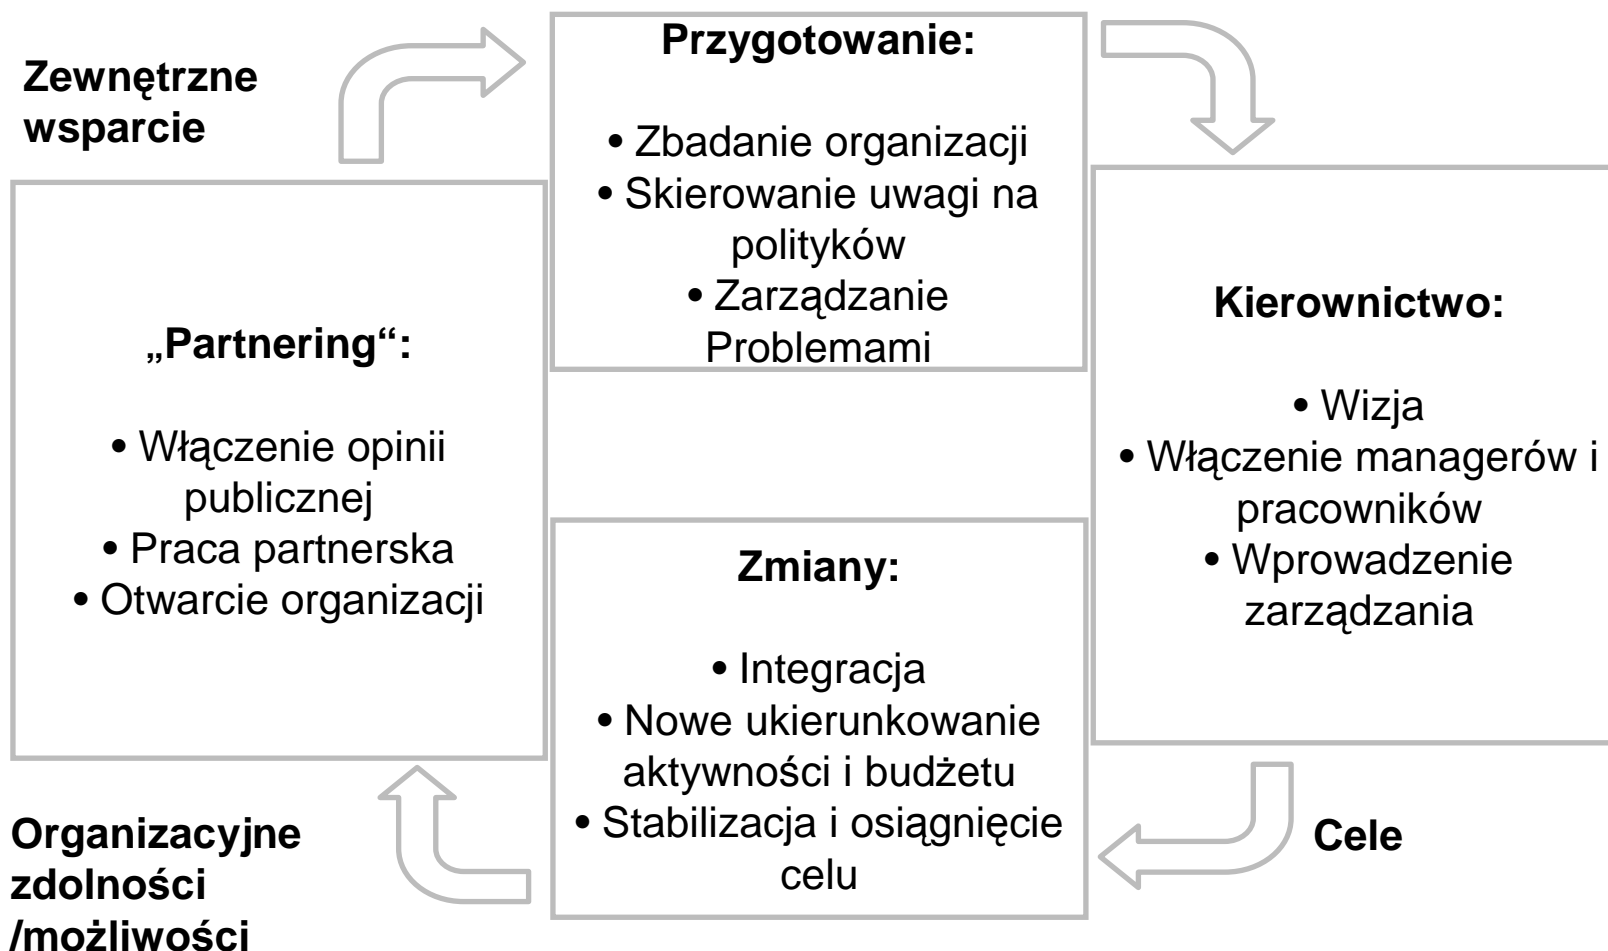 Zewnętrzne
wsparcie
Przygotowanie:
• Zbadanie organizacji
• Skierowanie uwagi na
polityków
• Zarządzanie
Problemami
Kierownictwo:
• Wizja
• Włączenie managerów i
pracowników
• Wprowadzenie
zarządzania
Cele
Zmiany:
• Integracja
• Nowe ukierunkowanie
aktywności i budżetu
• Stabilizacja i osiągnięcie
celu
Organizacyjne
zdolności
/możliwości
„Partnering“:
• Włączenie opinii
publicznej
• Praca partnerska
• Otwarcie organizacji